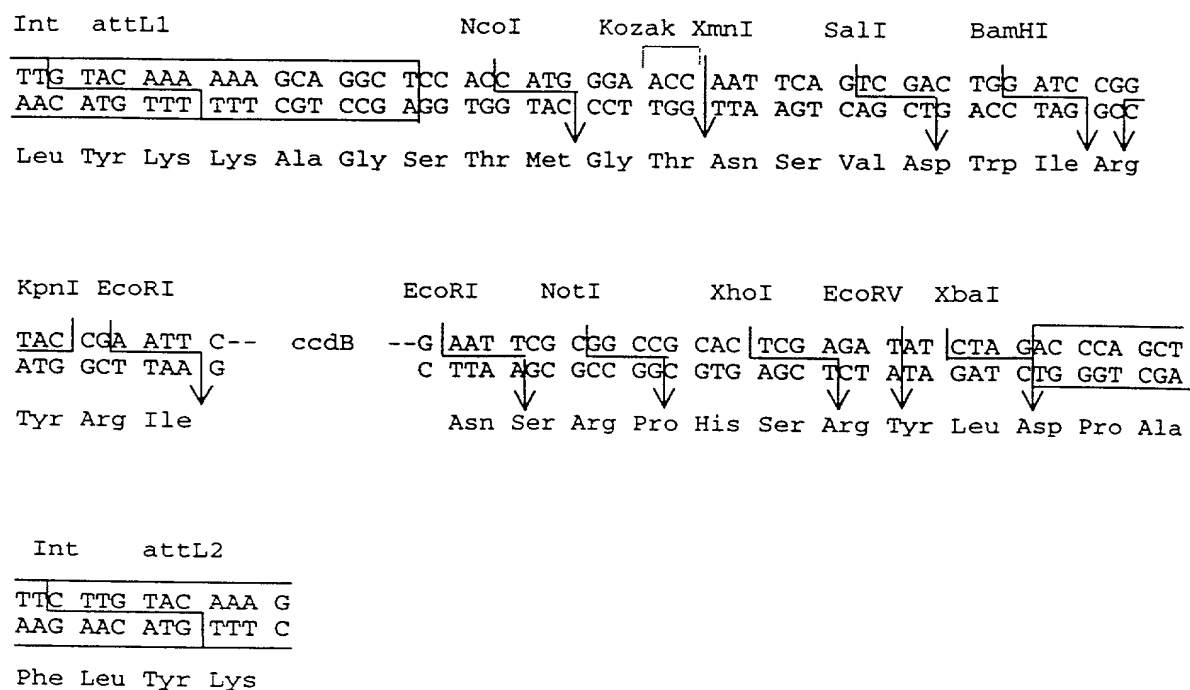 Int attL1 NcoI Kozak XmnI SalI BamHI
TTG TAC AAA AAA GCA GGC TCC ACC ATG GGA ACC AAT TCA GTC GAC TGG ATC CGG
AAC ATG TTT TTT CGT CCG AGG TGG TAC CCT TGG TTA AGT CAG CTG ACC TAG GCC
Leu Tyr Lys Lys Ala Gly Ser Thr Met Gly Thr Asn Ser Val Asp Trp Ile Arg
KpnI EcoRI EcoRI NotI XhoI EcoRV XbaI
TAC CGA ATT C-- ccdB --G AAT TCG CGG CCG CAC TCG AGA TAT CTAG ACC CAG CT
ATG GCT TAA G C TTA AGC GCC GGC GTG AGC TCT ATA GAT CTG GGT CGA
Tyr Arg Ile Asn Ser Arg Pro His Ser Arg Tyr Leu Asp Pro Ala
Int attL2
TTC TTG TAC AAA G
AAG AAC ATG TTT C
Phe Leu Tyr Lys